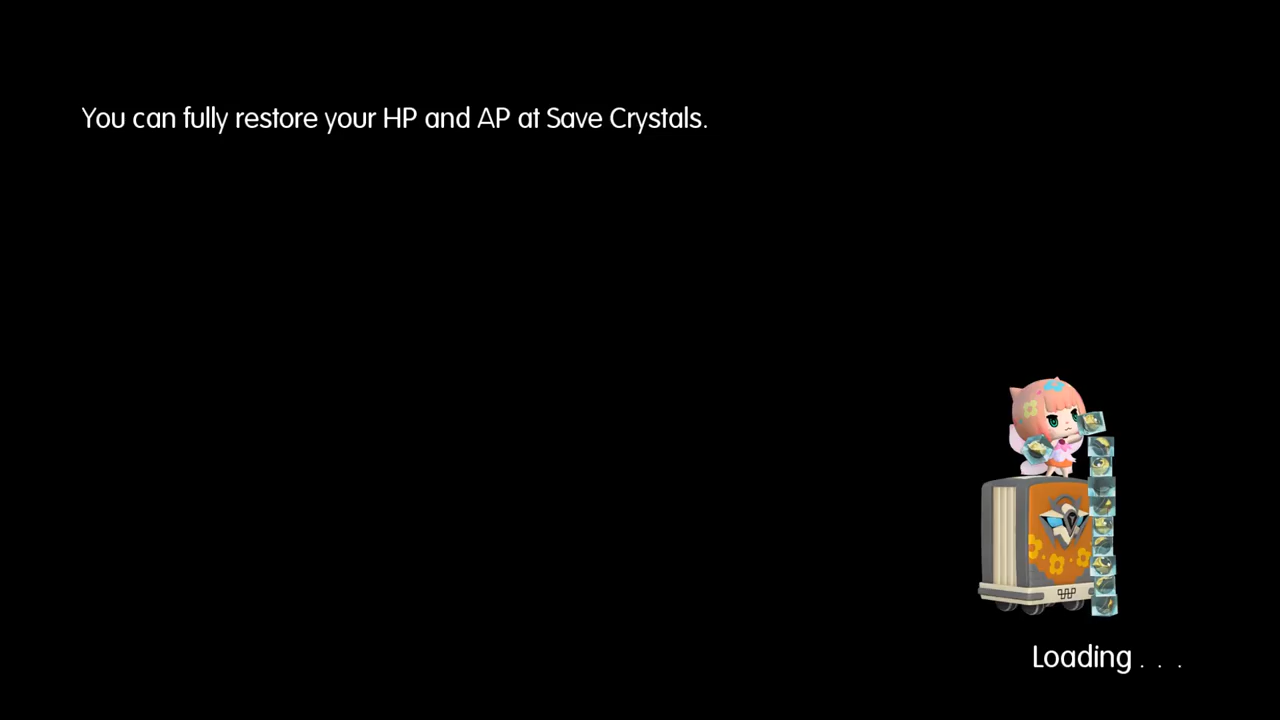 You can fully restore your HP and AP at Save Crystals.
Loading . . .